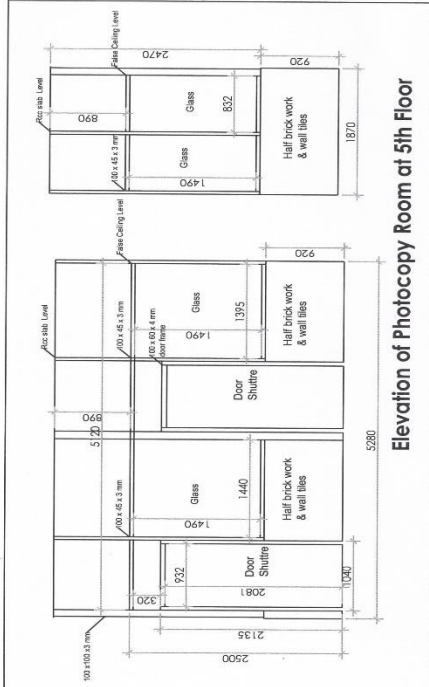 Rcc slab Level
Rcc slab Level
890
890
2470
100 x 45 x 3 mm
False Ceiling Level
100 x 45 x 3 mm
100 x 45 x 3 mm
False Ceiling Level
100 x 60 x 4 mm
door frame
100 x100 x3 mm
5120
320
932
2500
2135
2081
Door
Shuttre
1040
Glass
1490
1440
Half brick work
& wall tiles
Door
Shuttre
Glass
1490
1395
Half brick work
& wall tiles
920
5280
Glass
1490
Glass
832
Half brick work
& wall tiles
920
1870
Elevation of Photocopy Room at 5th Floor